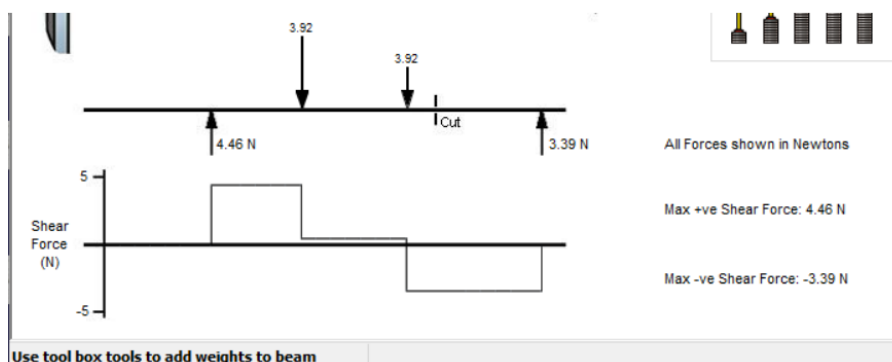 3.92
3.92
Cut
4.46 N
3.39 N
All Forces shown in Newtons
5
Max +ve Shear Force: 4.46 N
Shear
Force
(N)
Max -ve Shear Force: -3.39 N
-5
Use tool box tools to add weights to beam